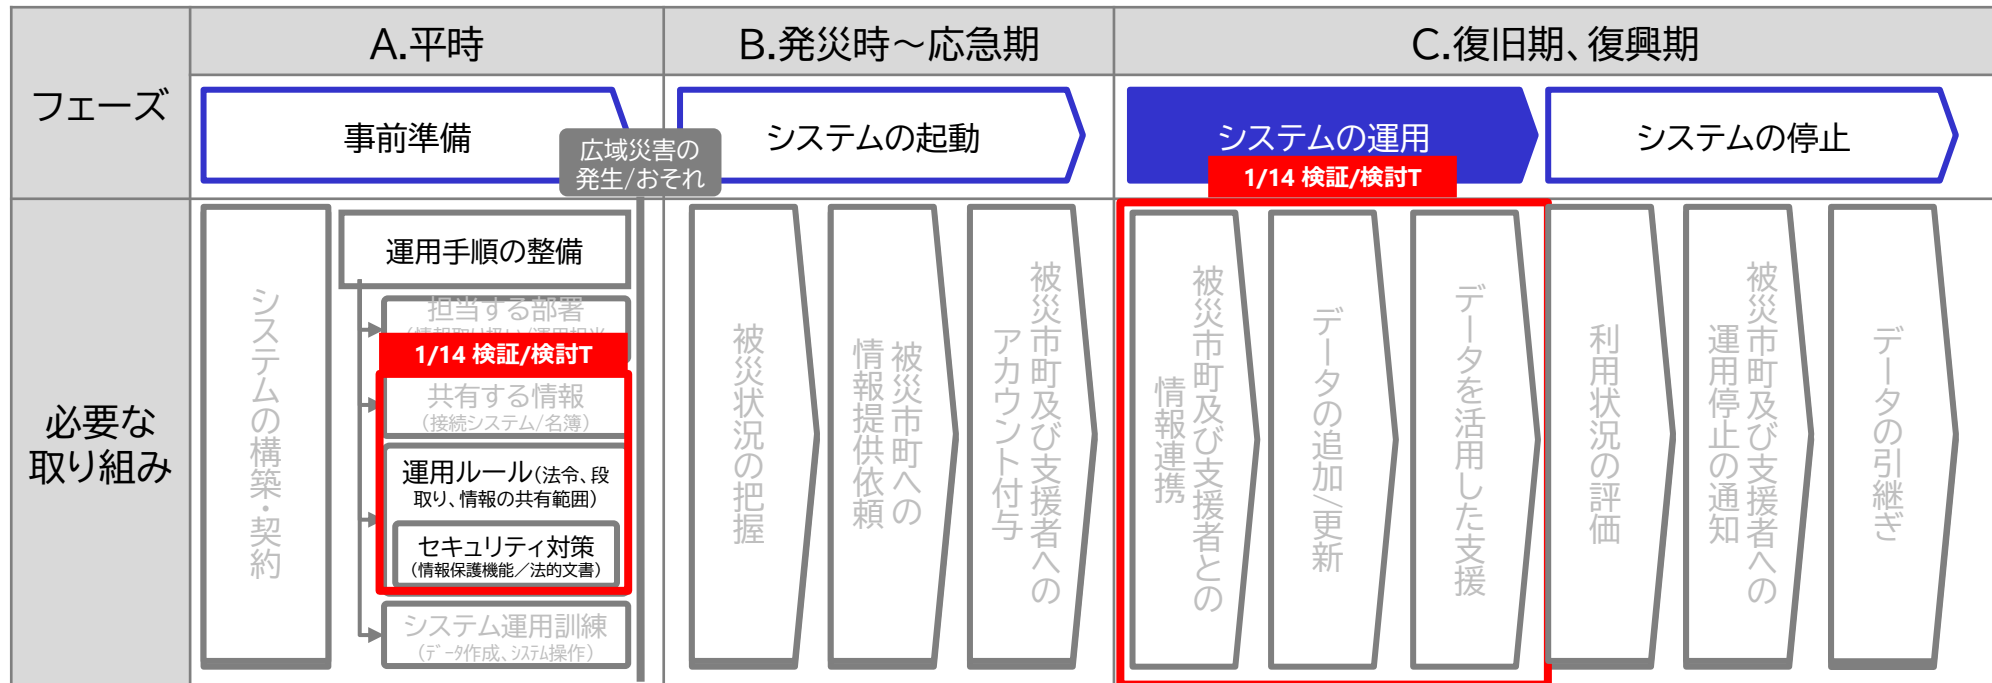 フェーズ
A.平時
B.発災時～応急期
C.復旧期、復興期
事前準備
広域災害の
発生/おそれ
システムの起動
システムの運用
1/14 検証/検討T
システムの停止
必要な
取り組み
システムの構築・契約
運用手順の整備
担当する部署
1/14 検証/検討T
共有する情報
（接続システム/名簿）
運用ルール（法令、段
取り、情報の共有範囲）
セキュリティ対策
（情報保護機能／法的文書）
システム運用訓練
（ﾃﾞｰﾀ作成、ｼｽﾃﾑ操作）
被災状況の把握
被災市町への
情報提供依頼
被災市町及び支援者への
アカウント付与
被災市町及び支援者との
情報連携
データの追加/更新
データを活用した支援
利用状況の評価
被災市町及び支援者への
運用停止の通知
データの引継ぎ